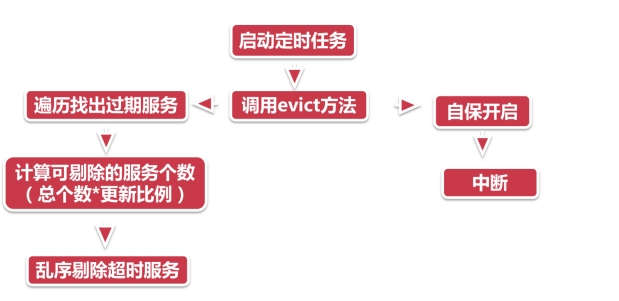 启动定时任务
遍历找出过期服务
调用evict方法
自保开启
计算可剔除的服务个数
（总个数*更新比例）
中断
乱序剔除超时服务